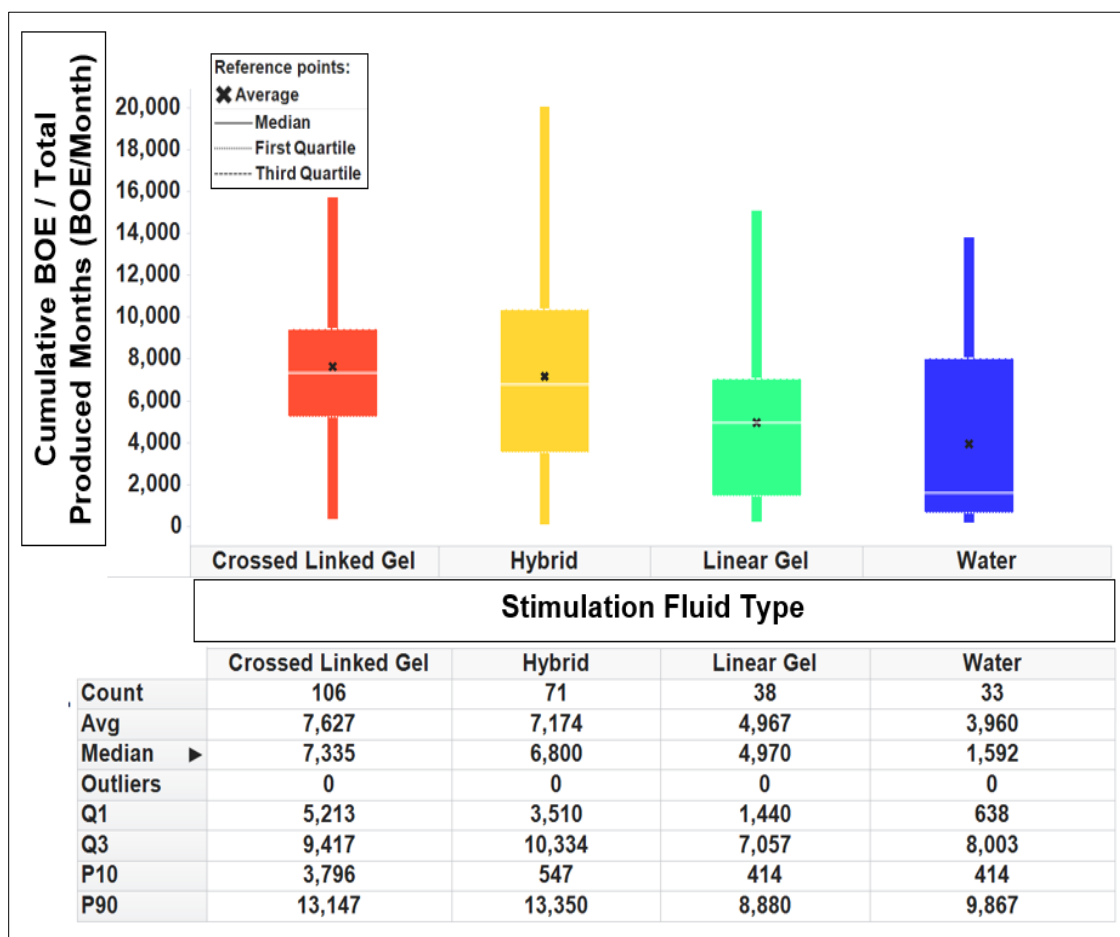 Cumulative BOE / Total
Produced Months (BOE/Month)
Reference points:
✖ Average
Median
First Quartile
Third Quartile
20,000
18,000
16,000
14,000
12,000
10,000
8,000
6,000
4,000
2,000
0
Crossed Linked Gel Hybrid Linear Gel Water
Stimulation Fluid Type
Crossed Linked Gel Hybrid Linear Gel Water
Count 106 71 38 33
Avg 7,627 7,174 4,967 3,960
Median ▶ 7,335 6,800 4,970 1,592
Outliers 0 0 0 0
Q1 5,213 3,510 1,440 638
Q3 9,417 10,334 7,057 8,003
P10 3,796 547 414 414
P90 13,147 13,350 8,880 9,867